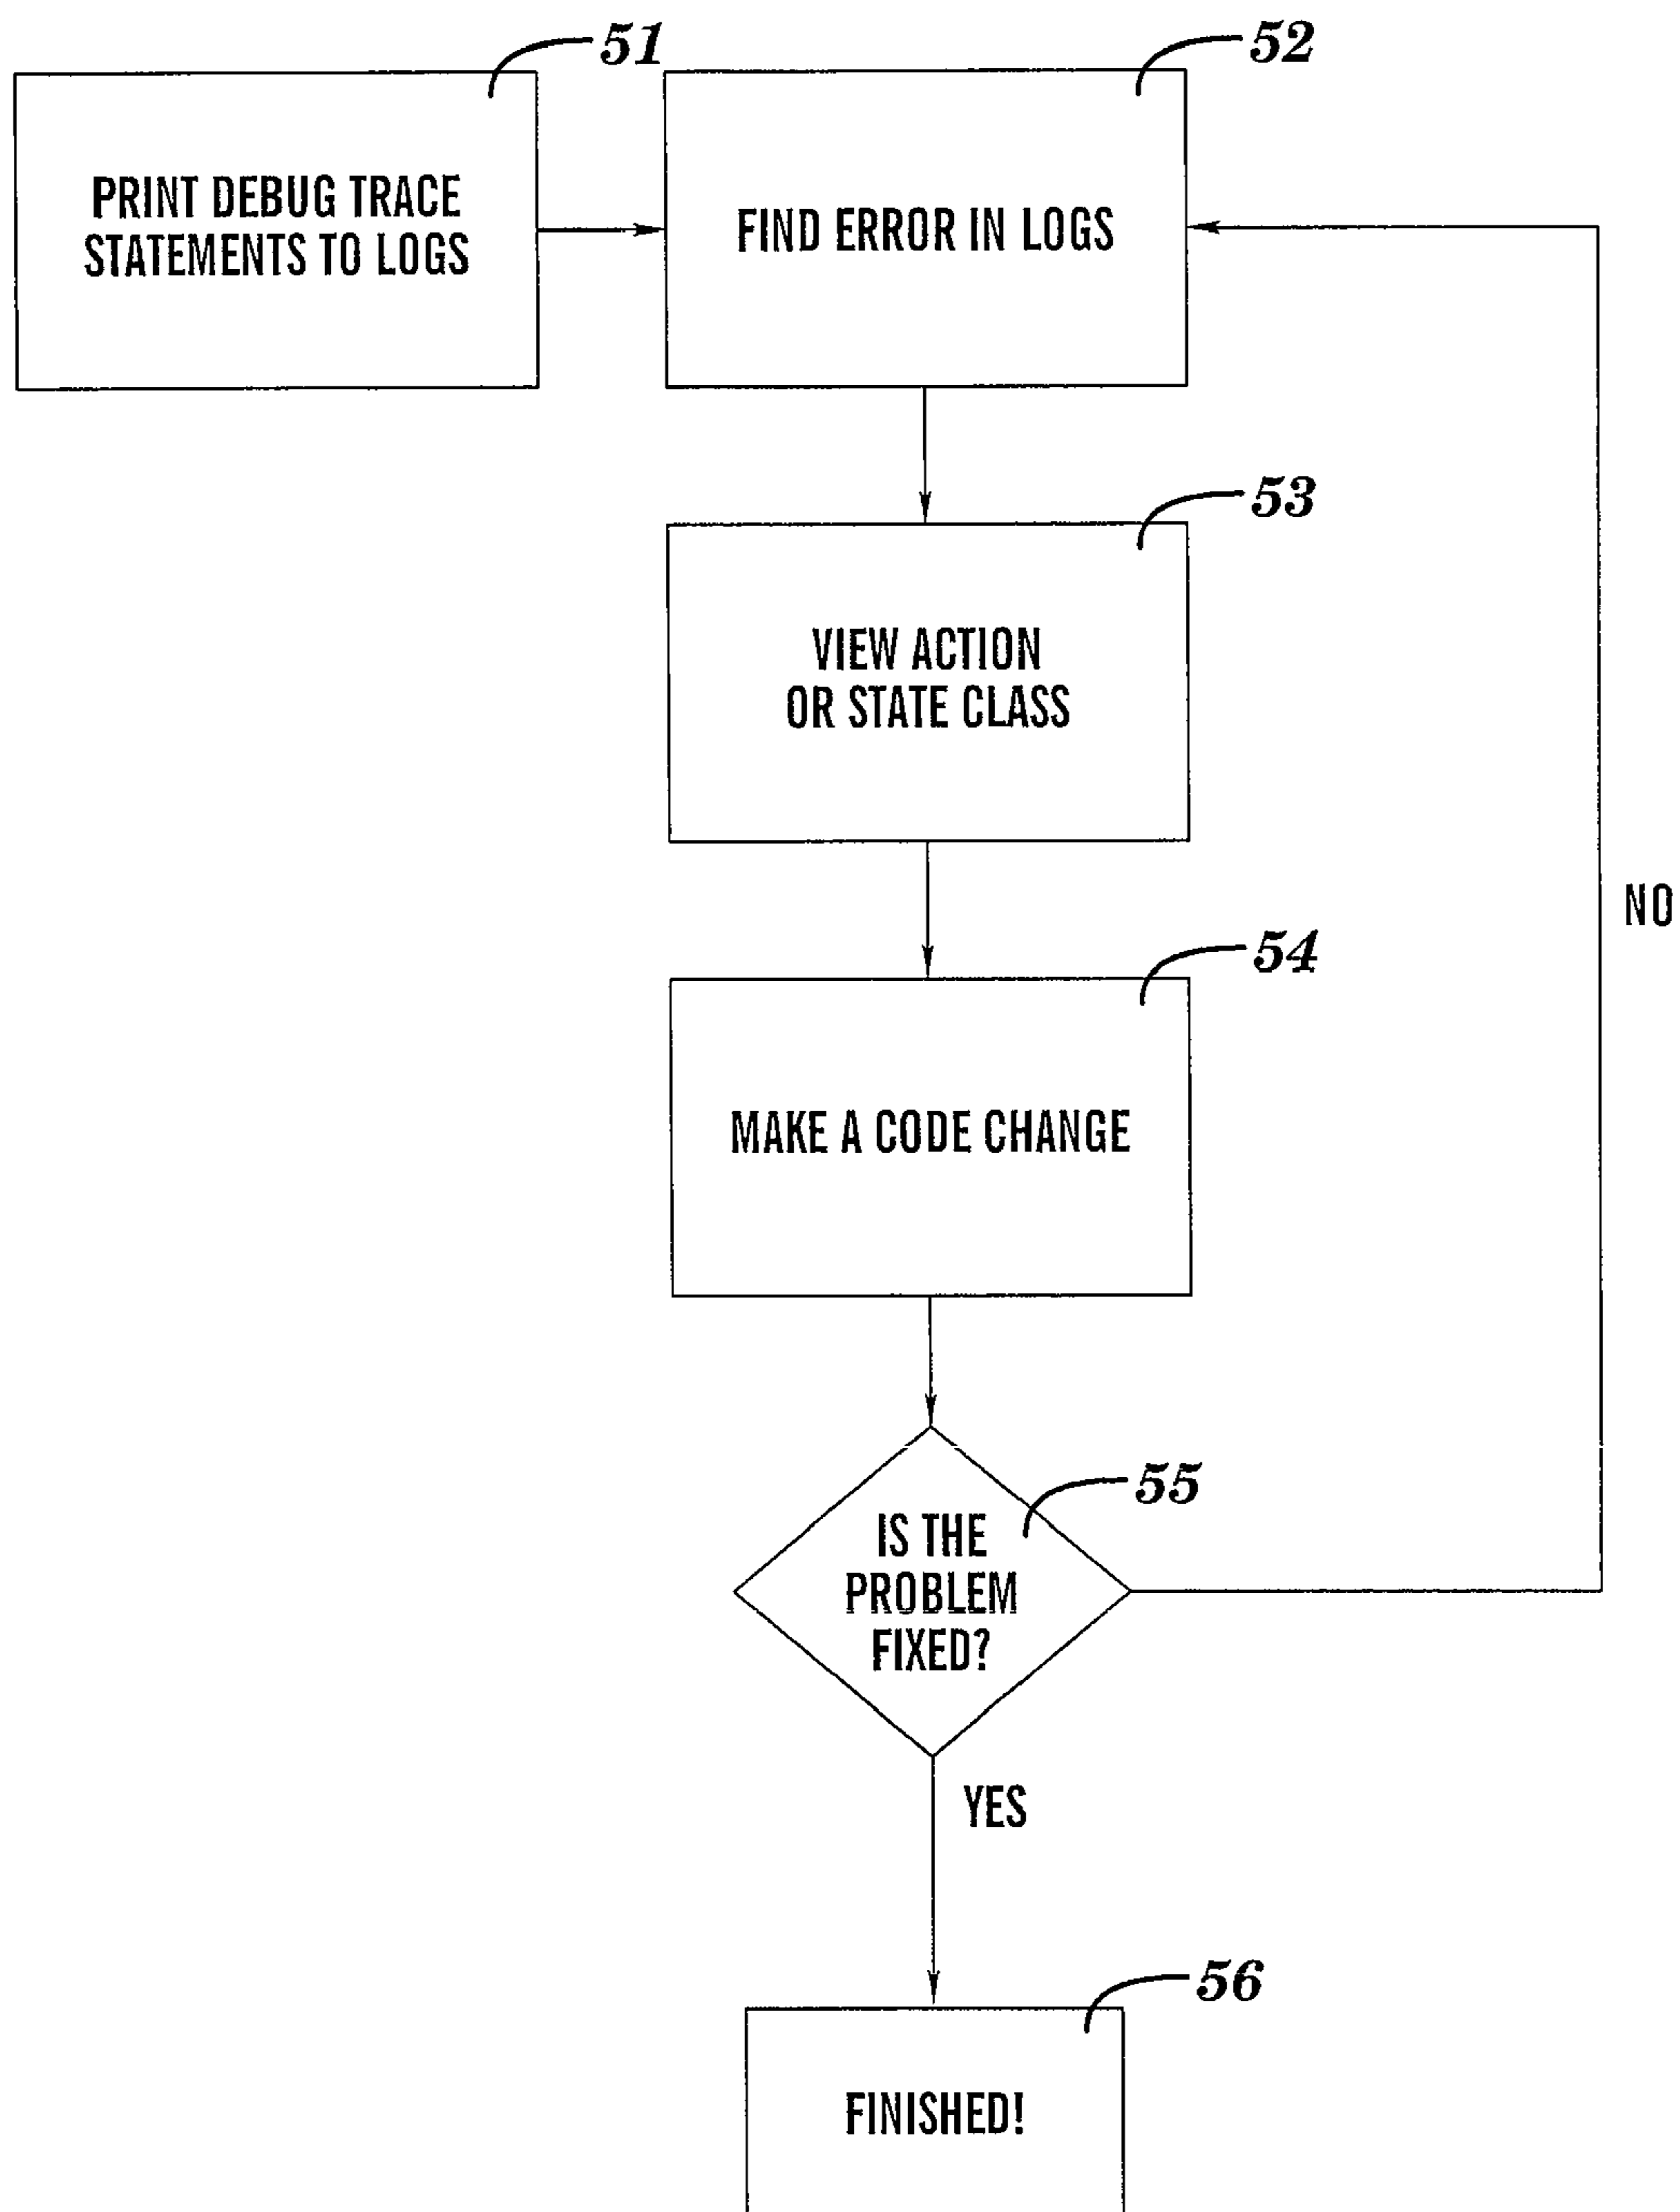 51
PRINT DEBUG TRACE
STATEMENTS TO LOGS
52
FIND ERROR IN LOGS
53
VIEW ACTION
OR STATE CLASS
NO
54
MAKE A CODE CHANGE
55
IS THE
PROBLEM
FIXED?
YES
56
FINISHED!